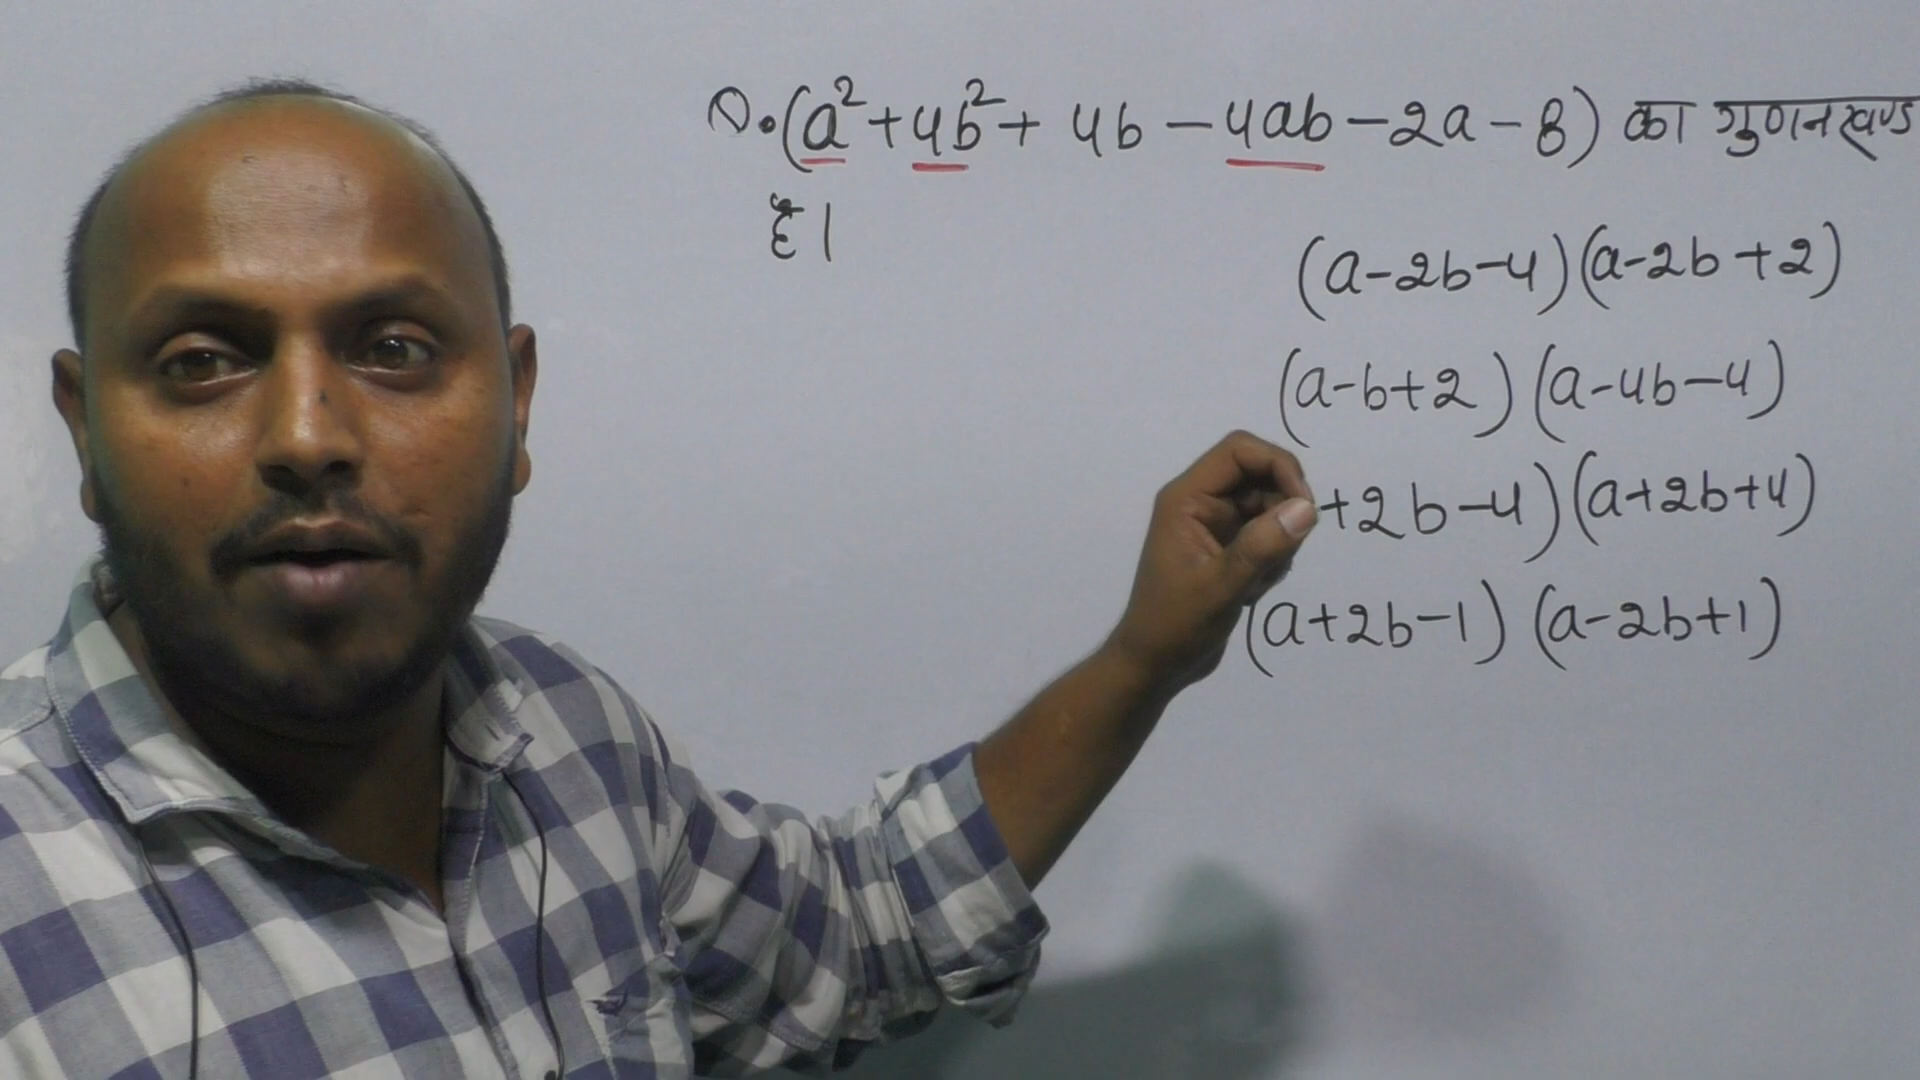 Q. (a² + 4b² + 4b - 4ab - 2a - 8) का गुणनखण्ड
है।
(a-2b-4)(a-2b+2)
(a-b+2)(a-4b-4)
+2b-4)(a+2b+4)
(a+2b-1)(a-2b+1)